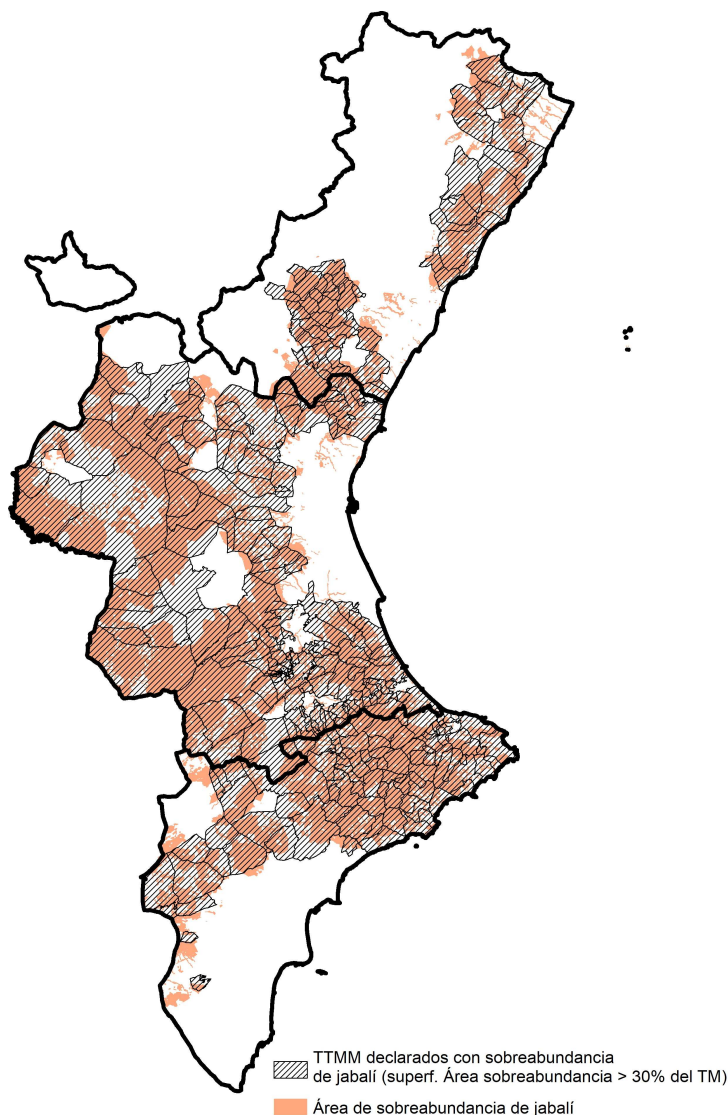 TTMM declarados con sobreabundancia
de jabalí (superf. Área sobreabundancia > 30% del TM)
Área de sobreabundancia de jabalí